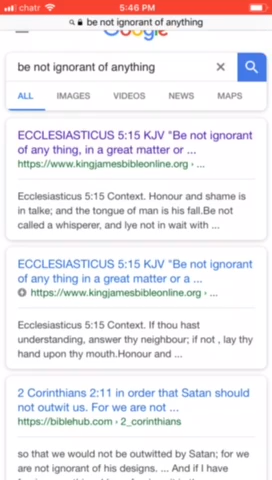 chatr
5:46 PM
be not ignorant of anything
Google
be not ignorant of anything
ALL IMAGES VIDEOS NEWS MAPS
ECCLESIASTICUS 5:15 KJV "Be not ignorant
of any thing, in a great matter or ...
https://www.kingjamesbibleonline.org › ...
Ecclesiasticus 5:15 Context. Honour and shame is
in talke; and the tongue of man is his fall.Be not
called a whisperer, and lye not in wait with ...
ECCLESIASTICUS 5:15 KJV "Be not ignorant
of any thing in a great matter or a ...
https://www.kingjamesbibleonline.org › ...
Ecclesiasticus 5:15 Context. If thou hast
understanding, answer thy neighbour; if not , lay thy
hand upon thy mouth.Honour and ...
2 Corinthians 2:11 in order that Satan should
not outwit us. For we are not ...
https://biblehub.com › 2_corinthians
so that we would not be outwitted by Satan; for we
are not ignorant of his designs. ... And if I have